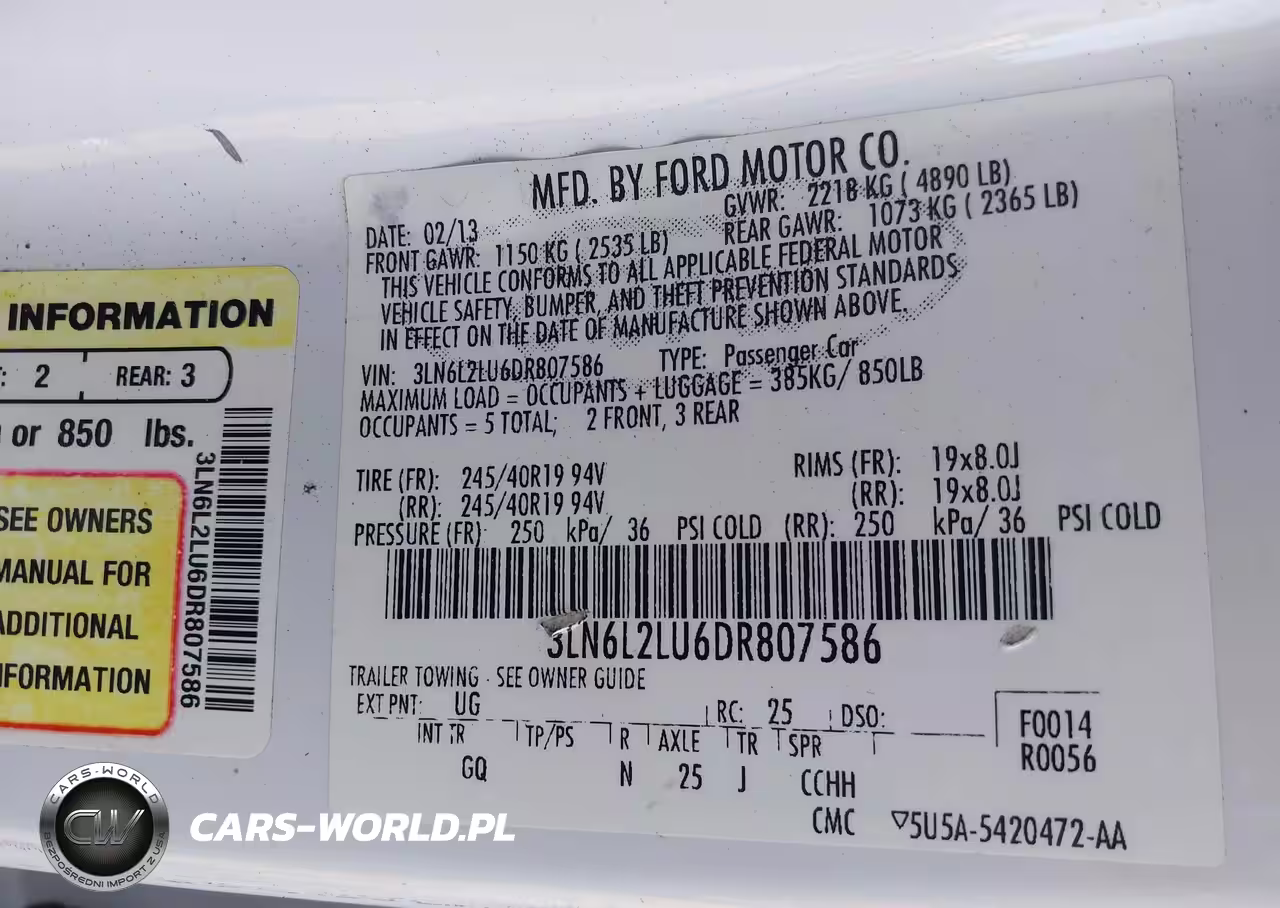 INFORMATION
: 2 REAR: 3
or 850 lbs.
SEE OWNERS
MANUAL FOR
ADDITIONAL
INFORMATION
3LN6L2LU6DR807586
MFD. BY FORD MOTOR CO.
DATE: 02/13 GVWR: 2218 KG ( 4890 LB)
FRONT GAWR: 1150 KG ( 2535 LB) REAR GAWR: 1073 KG ( 2365 LB)
THIS VEHICLE CONFORMS TO ALL APPLICABLE FEDERAL MOTOR
VEHICLE SAFETY, BUMPER, AND THEFT PREVENTION STANDARDS
IN EFFECT ON THE DATE OF MANUFACTURE SHOWN ABOVE.
VIN: 3LN6L2LU6DR807586 TYPE: Passenger Car
MAXIMUM LOAD = OCCUPANTS + LUGGAGE = 385KG/ 850LB
OCCUPANTS = 5 TOTAL; 2 FRONT, 3 REAR
TIRE (FR): 245/40R19 94V RIMS (FR): 19x8.0J
(RR): 245/40R19 94V (RR): 19x8.0J
PRESSURE (FR): 250 kPa/ 36 PSI COLD (RR): 250 kPa/ 36 PSI COLD
3LN6L2LU6DR807586
TRAILER TOWING - SEE OWNER GUIDE
EXT PNT: UG RC: 25 DSO:
INT TR TP/PS R AXLE TR SPR
GQ N 25 J CCHH
F0014
R0056
CMC ▽5U5A-5420472-AA
CARS-WORLD
CW
BEZPOŚREDNI IMPORT Z USA
CARS-WORLD.PL